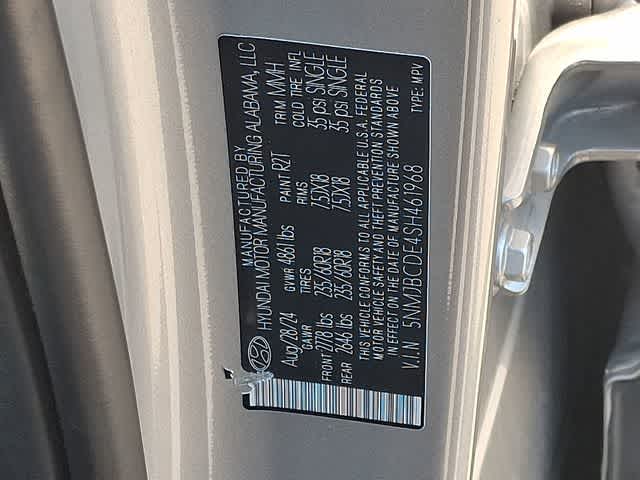 MANUFACTURED BY
HYUNDAI MOTOR MANUFACTURING ALABAMA, LLC
Aug/28/24 GVWR 4861 lbs PAINT R2T TRIM MMH
GAWR TIRES RIMS COLD TIRE INFL
FRONT 2778 lbs 235/60R18 7.5JX18 35 psi SINGLE
REAR 2646 lbs 235/60R18 7.5JX18 35 psi SINGLE
THIS VEHICLE CONFORMS TO ALL APPLICABLE U.S.A. FEDERAL
MOTOR VEHICLE SAFETY AND THEFT PREVENTION STANDARDS
IN EFFECT ON THE DATE OF MANUFACTURE SHOWN ABOVE
V.I.N 5NMJBCDE4SH461968 TYPE: MPV